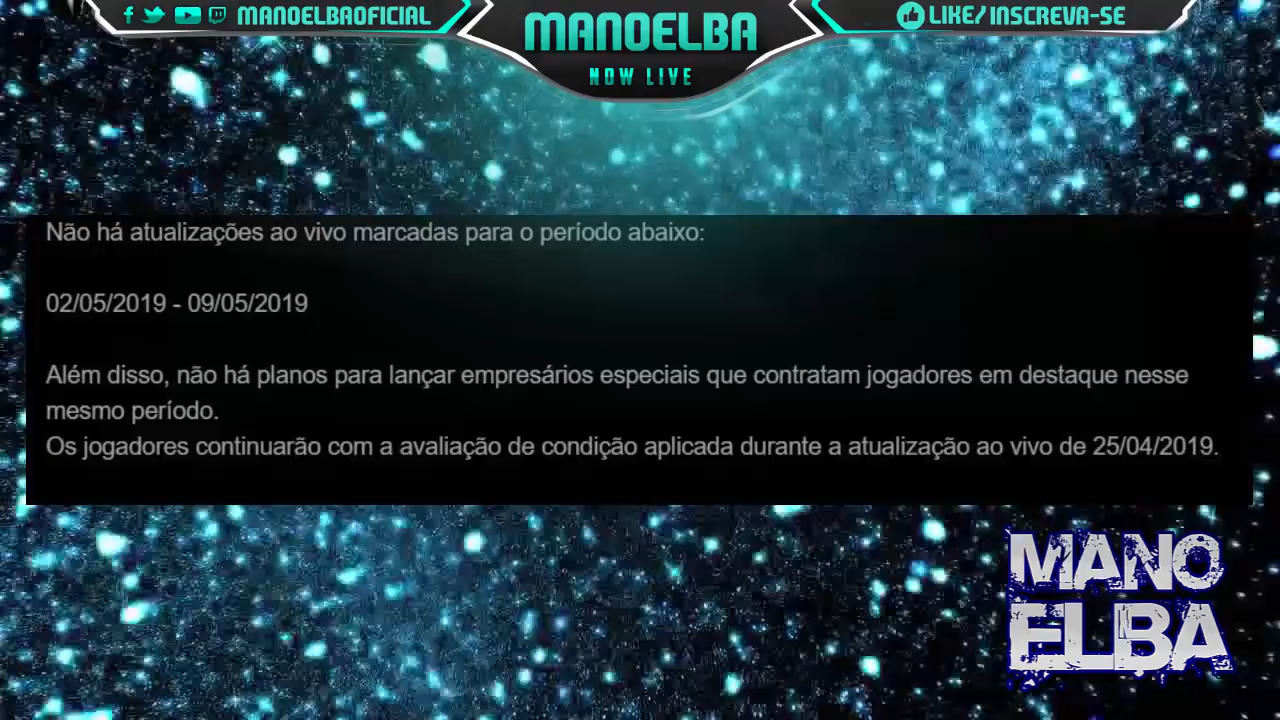 MANOELBAOFICIAL
MANOELBA
NOW LIVE
LIKE/INSCREVA-SE
Não há atualizações ao vivo marcadas para o período abaixo:
02/05/2019 - 09/05/2019
Além disso, não há planos para lançar empresários especiais que contratam jogadores em destaque nesse
mesmo período.
Os jogadores continuarão com a avaliação de condição aplicada durante a atualização ao vivo de 25/04/2019.
MANO
ELBA